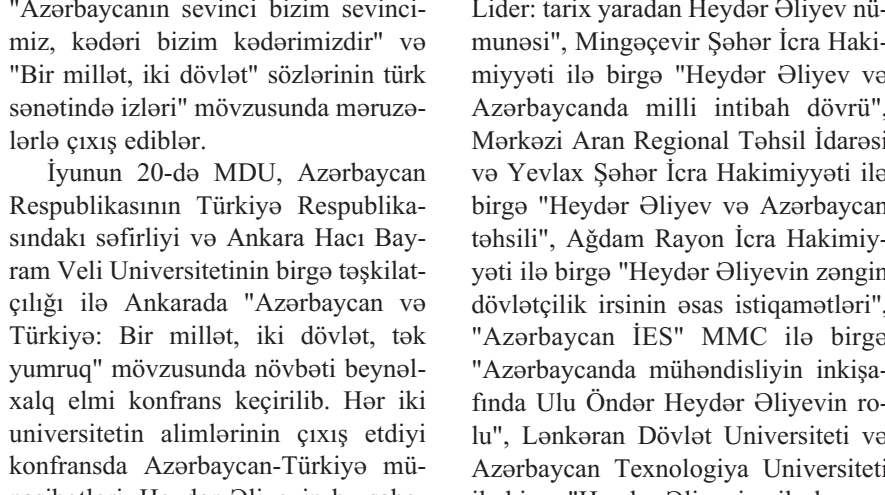 "Azərbaycanın sevinci bizim sevinci-
miz, kədəri bizim kədərimizdir" və
"Bir millət, iki dövlət" sözlərinin türk
sənətində izləri" mövzusunda məruzə-
lərlə çıxış ediblər.
İyunun 20-də MDU, Azərbaycan
Respublikasının Türkiyə Respublika-
sındakı səfirliyi və Ankara Hacı Bay-
ram Veli Universitetinin birgə təşkilat-
çılığı ilə Ankarada "Azərbaycan və
Türkiyə: Bir millət, iki dövlət, tək
yumruq" mövzusunda növbəti beynəl-
xalq elmi konfrans keçirilib. Hər iki
universitetin alimlərinin çıxış etdiyi
konfransda Azərbaycan-Türkiyə mü-
Lider: tarix yaradan Heydər Əliyev nü-
munəsi", Mingəçevir Şəhər İcra Haki-
miyyəti ilə birgə "Heydər Əliyev və
Azərbaycanda milli intibah dövrü",
Mərkəzi Aran Regional Təhsil İdarəsi
və Yevlax Şəhər İcra Hakimiyyəti ilə
birgə "Heydər Əliyev və Azərbaycan
təhsili", Ağdam Rayon İcra Hakimiy-
yəti ilə birgə "Heydər Əliyevin zəngin
dövlətçilik irsinin əsas istiqamətləri",
"Azərbaycan İES" MMC ilə birgə
"Azərbaycanda mühəndisliyin inkişa-
fında Ulu Öndər Heydər Əliyevin ro-
lu", Lənkəran Dövlət Universiteti və
Azərbaycan Texnologiya Universiteti